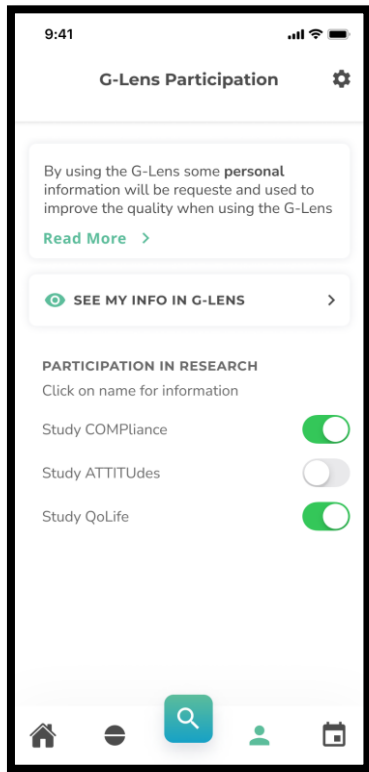 9:41
G-Lens Participation
By using the G-Lens some personal
information will be requeste and used to
improve the quality when using the G-Lens
Read More >
SEE MY INFO IN G-LENS >
PARTICIPATION IN RESEARCH
Click on name for information
Study COMPliance
Study ATTITUdes
Study QoLife